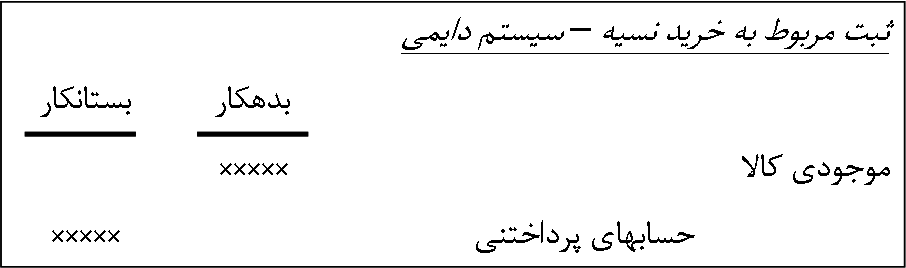 ثبت مربوط به خرید نسیه – سیستم دایمی
بدهکار بستانکار
موجودی کالا ×××××
حسابهای پرداختنی ×××××